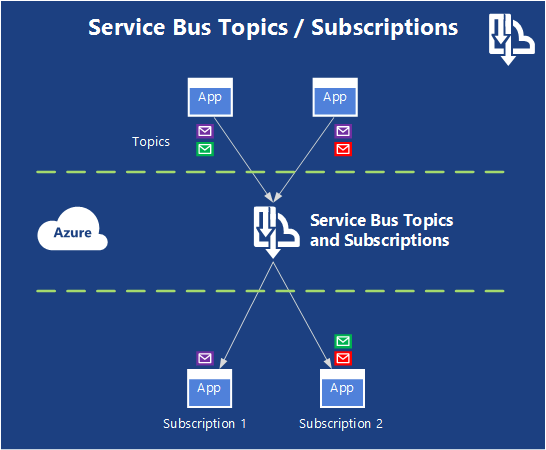 Service Bus Topics / Subscriptions
App
App
Topics
Azure
Service Bus Topics
and Subscriptions
App
App
Subscription 1
Subscription 2